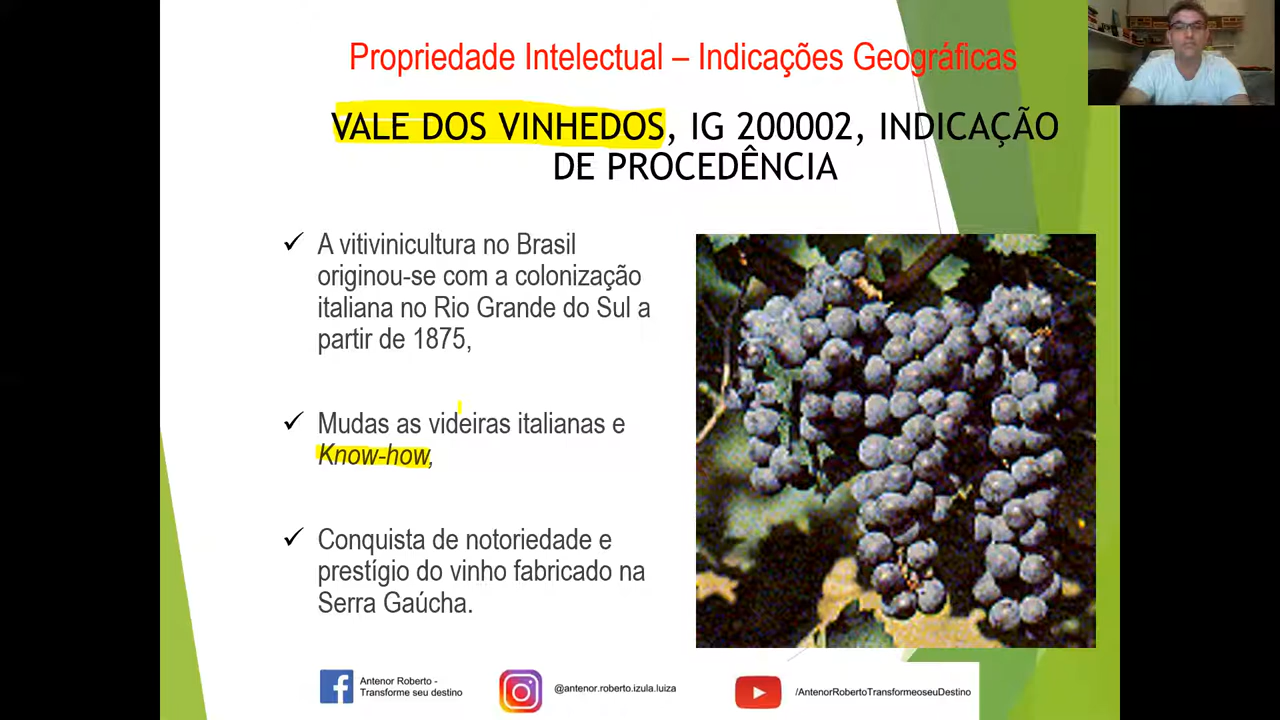 Propriedade Intelectual – Indicações Geográficas
VALE DOS VINHEDOS, IG 200002, INDICAÇÃO
DE PROCEDÊNCIA
✓ A vitivinicultura no Brasil
originou-se com a colonização
italiana no Rio Grande do Sul a
partir de 1875,
✓ Mudas as videiras italianas e
Know-how,
✓ Conquista de notoriedade e
prestígio do vinho fabricado na
Serra Gaúcha.
Antenor Roberto -
Transforme seu destino
@antenor.roberto.izula.luiza
/AntenorRobertoTransformeoseuDestino